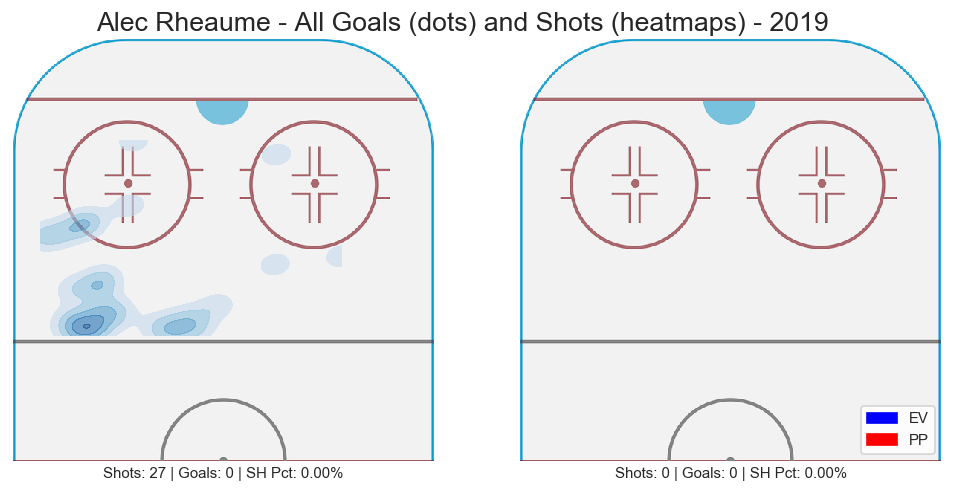 Alec Rheaume - All Goals (dots) and Shots (heatmaps) - 2019
EV
PP
Shots: 27 | Goals: 0 | SH Pct: 0.00%
Shots: 0 | Goals: 0 | SH Pct: 0.00%